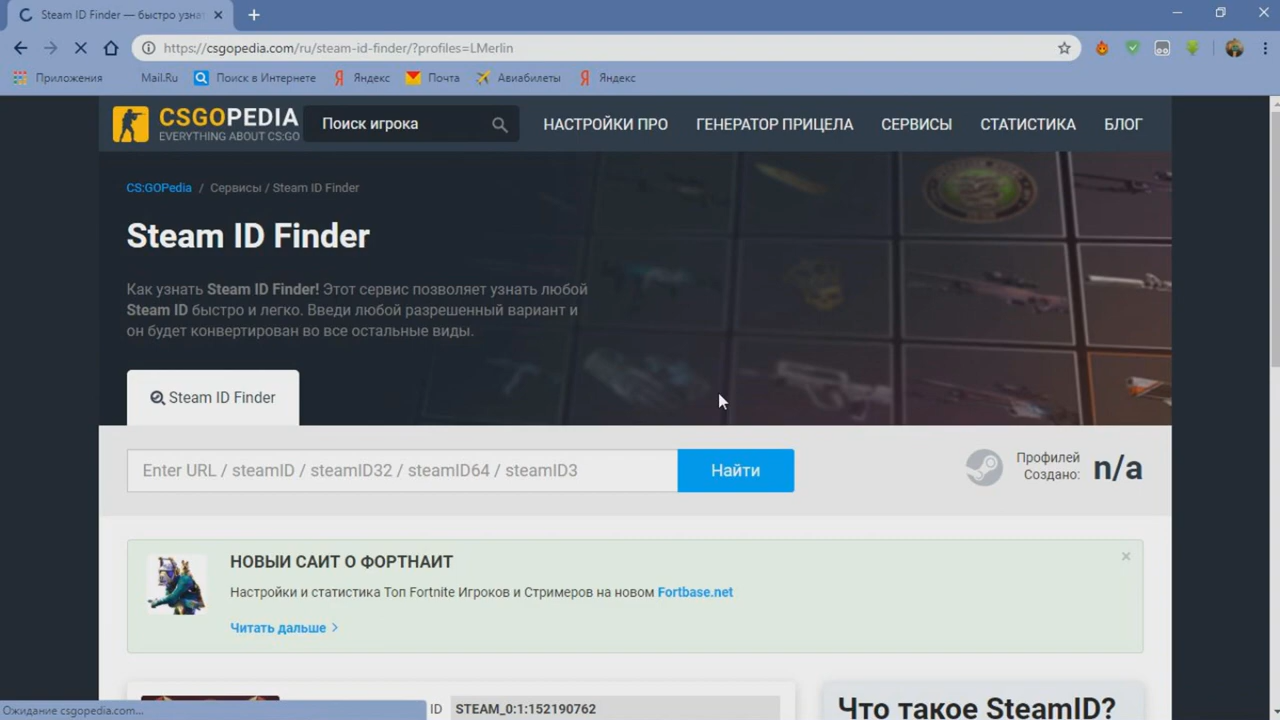 Steam ID Finder — быстро узна
https://csgopedia.com/ru/steam-id-finder/?profiles=LMerlin
Приложения Mail.Ru Поиск в Интернете Яндекс Почта Авиабилеты Яндекс
CSGOPEDIA
EVERYTHING ABOUT CS:GO
Поиск игрока
НАСТРОЙКИ ПРО ГЕНЕРАТОР ПРИЦЕЛА СЕРВИСЫ СТАТИСТИКА БЛОГ
CS:GOPedia / Сервисы / Steam ID Finder
Steam ID Finder
Как узнать Steam ID Finder! Этот сервис позволяет узнать любой
Steam ID быстро и легко. Введи любой разрешенный вариант и
он будет конвертирован во все остальные виды.
Steam ID Finder
Enter URL / steamID / steamID32 / steamID64 / steamID3
Найти
Профилей
Создано:
n/a
НОВЫЙ САЙТ О ФОРТНАЙТ
Настройки и статистика Топ Fortnite Игроков и Стримеров на новом Fortbase.net
Читать дальше
ID STEAM_0:1:152190762
Что такое SteamID?
Ожидание csgopedia.com...